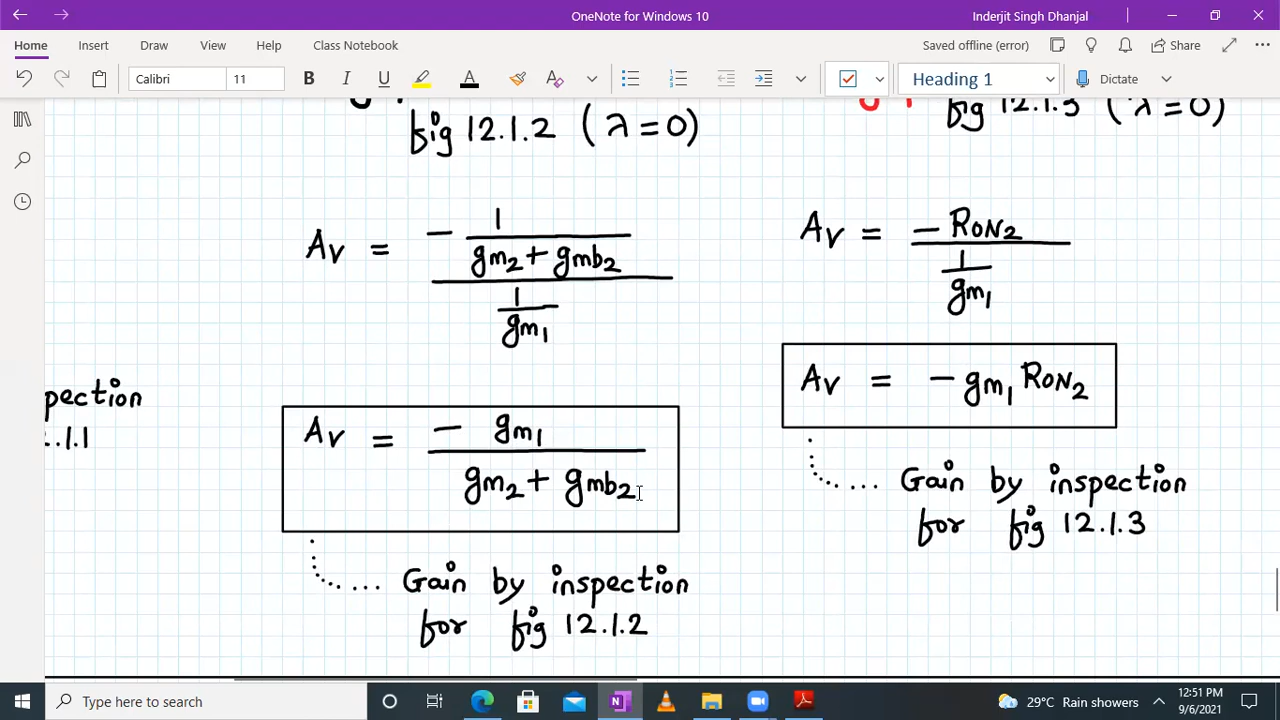 OneNote for Windows 10
Inderjit Singh Dhanjal
Home Insert Draw View Help Class Notebook
Saved offline (error)
Share
Calibri 11 B I U A
Heading 1
Dictate
fig 12.1.2 ( λ = 0)
fig 12.1.3 ( λ = 0)
Av = - 1 / (gm2 + gmb2) / (1 / gm1)
Av = - RON2 / (1 / gm1)
Av = - gm1 RON2
pection
..1.1
Av = - gm1 / (gm2 + gmb2)
Gain by inspection
for fig 12.1.3
Gain by inspection
for fig 12.1.2
Type here to search
29°C Rain showers
12:51 PM
9/6/2021